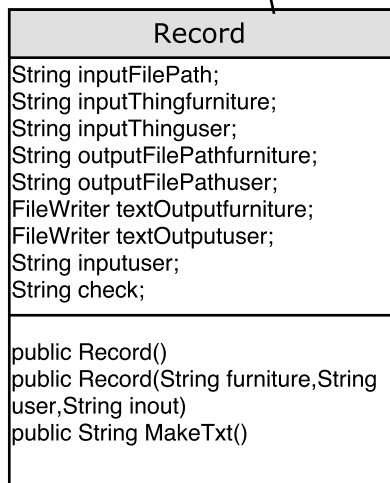 Record
String inputFilePath;
String inputThingfurniture;
String inputThinguser;
String outputFilePathfurniture;
String outputFilePathuser;
FileWriter textOutputfurniture;
FileWriter textOutputuser;
String inputuser;
String check;
public Record()
public Record(String furniture,String
user,String inout)
public String MakeTxt()